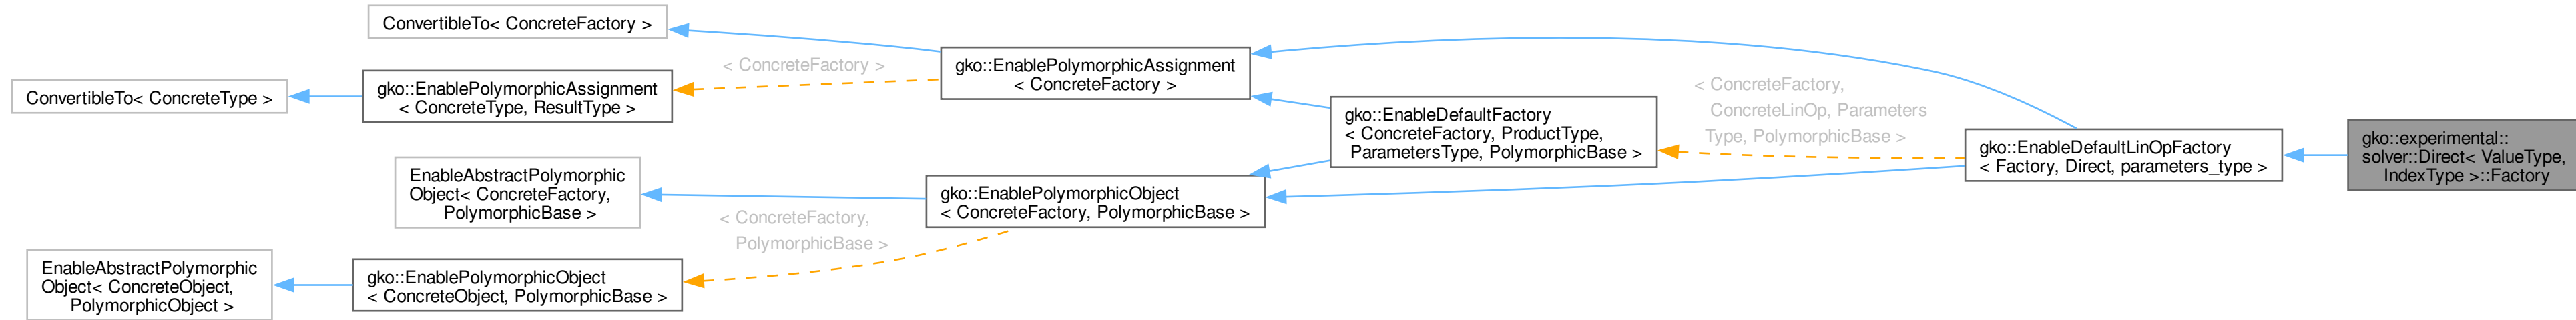 ConvertibleTo< ConcreteFactory >
ConvertibleTo< ConcreteType >
gko::EnablePolymorphicAssignment
< ConcreteType, ResultType >
< ConcreteFactory >
gko::EnablePolymorphicAssignment
< ConcreteFactory >
EnableAbstractPolymorphic
Object< ConcreteFactory,
PolymorphicBase >
EnableAbstractPolymorphic
Object< ConcreteObject,
PolymorphicObject >
gko::EnablePolymorphicObject
< ConcreteObject, PolymorphicBase >
< ConcreteFactory,
PolymorphicBase >
gko::EnablePolymorphicObject
< ConcreteFactory, PolymorphicBase >
gko::EnableDefaultFactory
< ConcreteFactory, ProductType,
ParametersType, PolymorphicBase >
< ConcreteFactory,
ConcreteLinOp, Parameters
Type, PolymorphicBase >
gko::EnableDefaultLinOpFactory
< Factory, Direct, parameters_type >
gko::experimental::
solver::Direct< ValueType,
IndexType >::Factory